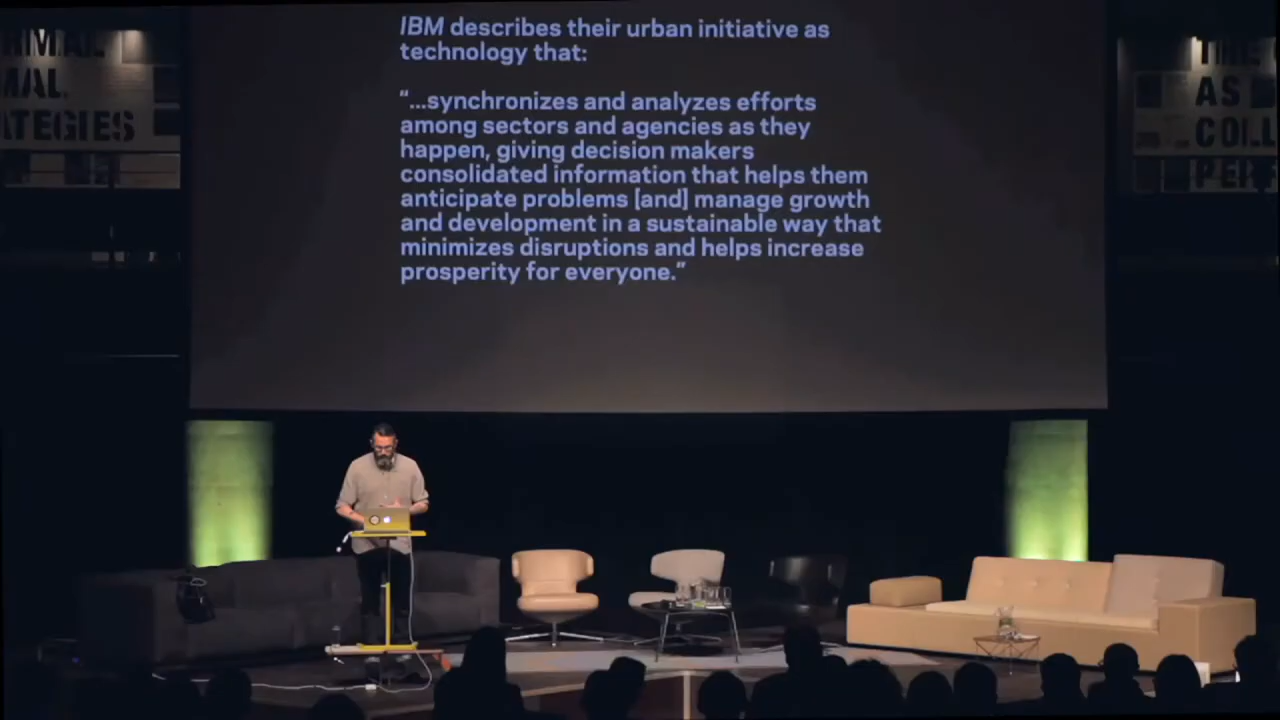 IBM describes their urban initiative as
technology that:
“...synchronizes and analyzes efforts
among sectors and agencies as they
happen, giving decision makers
consolidated information that helps them
anticipate problems [and] manage growth
and development in a sustainable way that
minimizes disruptions and helps increase
prosperity for everyone.”
AS